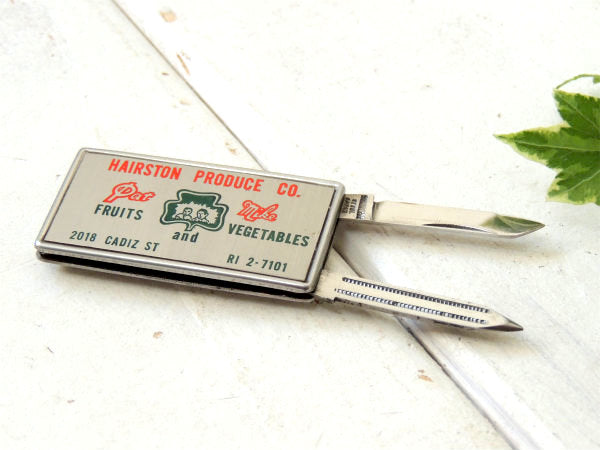 HAIRSTON PRODUCE CO.
Pat and Mike
FRUITS VEGETABLES
2018 CADIZ ST RI 2-7101